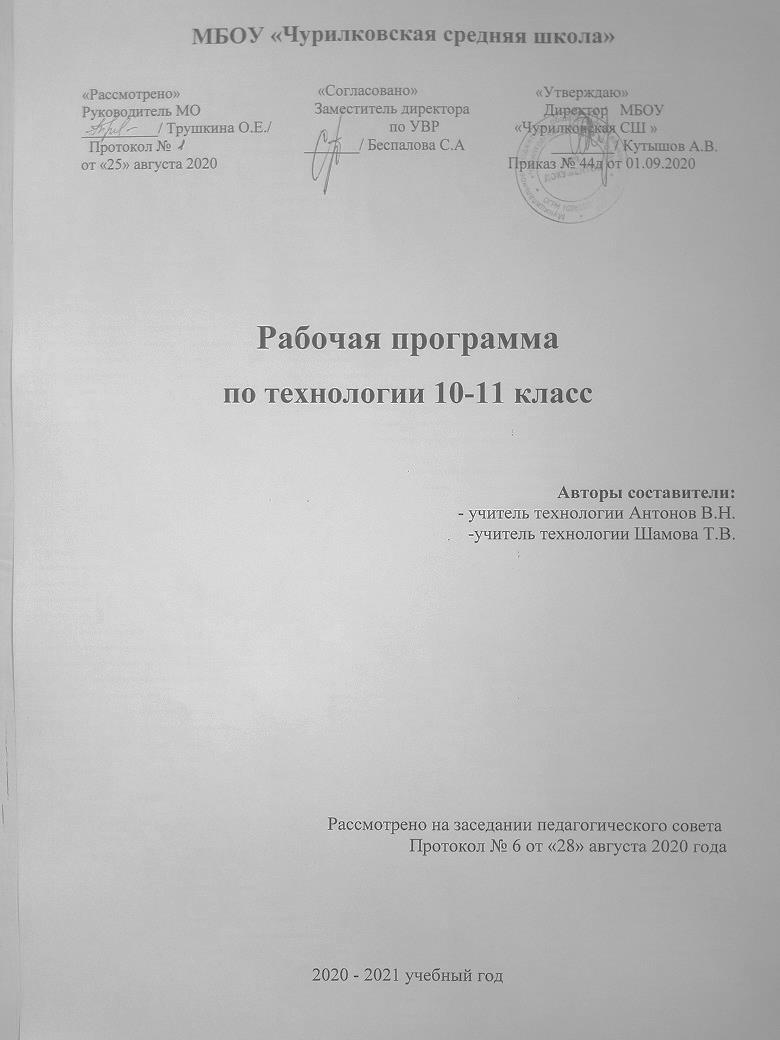 МБОУ «Чурилковская средняя школа»
«Рассмотрено»
Руководитель МО
/ Трушкина О.Е./
Протокол № 1
от «25» августа 2020
«Согласовано»
Заместитель директора
по УВР
/ Беспалова С.А
«Утверждаю»
Директор МБОУ
«Чурилковская СШ »
/ Кутышов А.В.
Приказ № 44д от 01.09.2020
Рабочая программа
по технологии 10-11 класс
Авторы составители:
- учитель технологии Антонов В.Н.
-учитель технологии Шамова Т.В.
Рассмотрено на заседании педагогического совета
Протокол № 6 от «28» августа 2020 года
2020 - 2021 учебный год